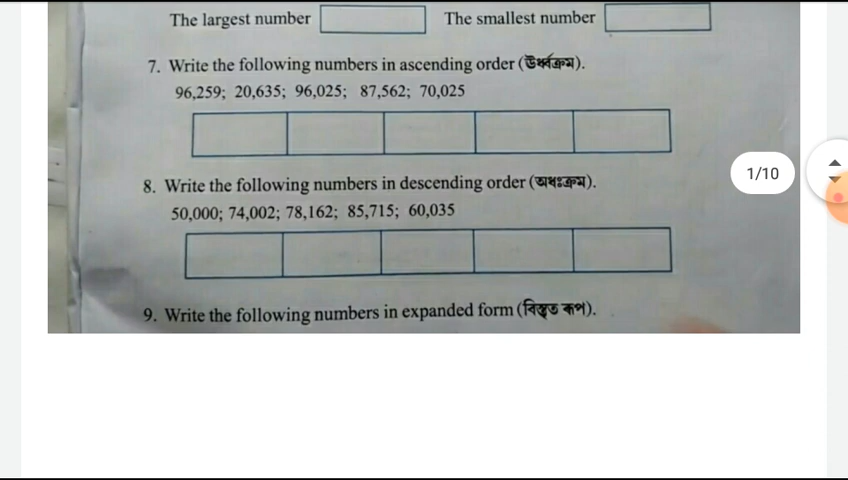 The largest number The smallest number
7. Write the following numbers in ascending order (ঊর্ধ্বক্রম).
96,259; 20,635; 96,025; 87,562; 70,025
1/10
8. Write the following numbers in descending order (অধঃক্রম).
50,000; 74,002; 78,162; 85,715; 60,035
9. Write the following numbers in expanded form (বিস্তৃত রূপ).